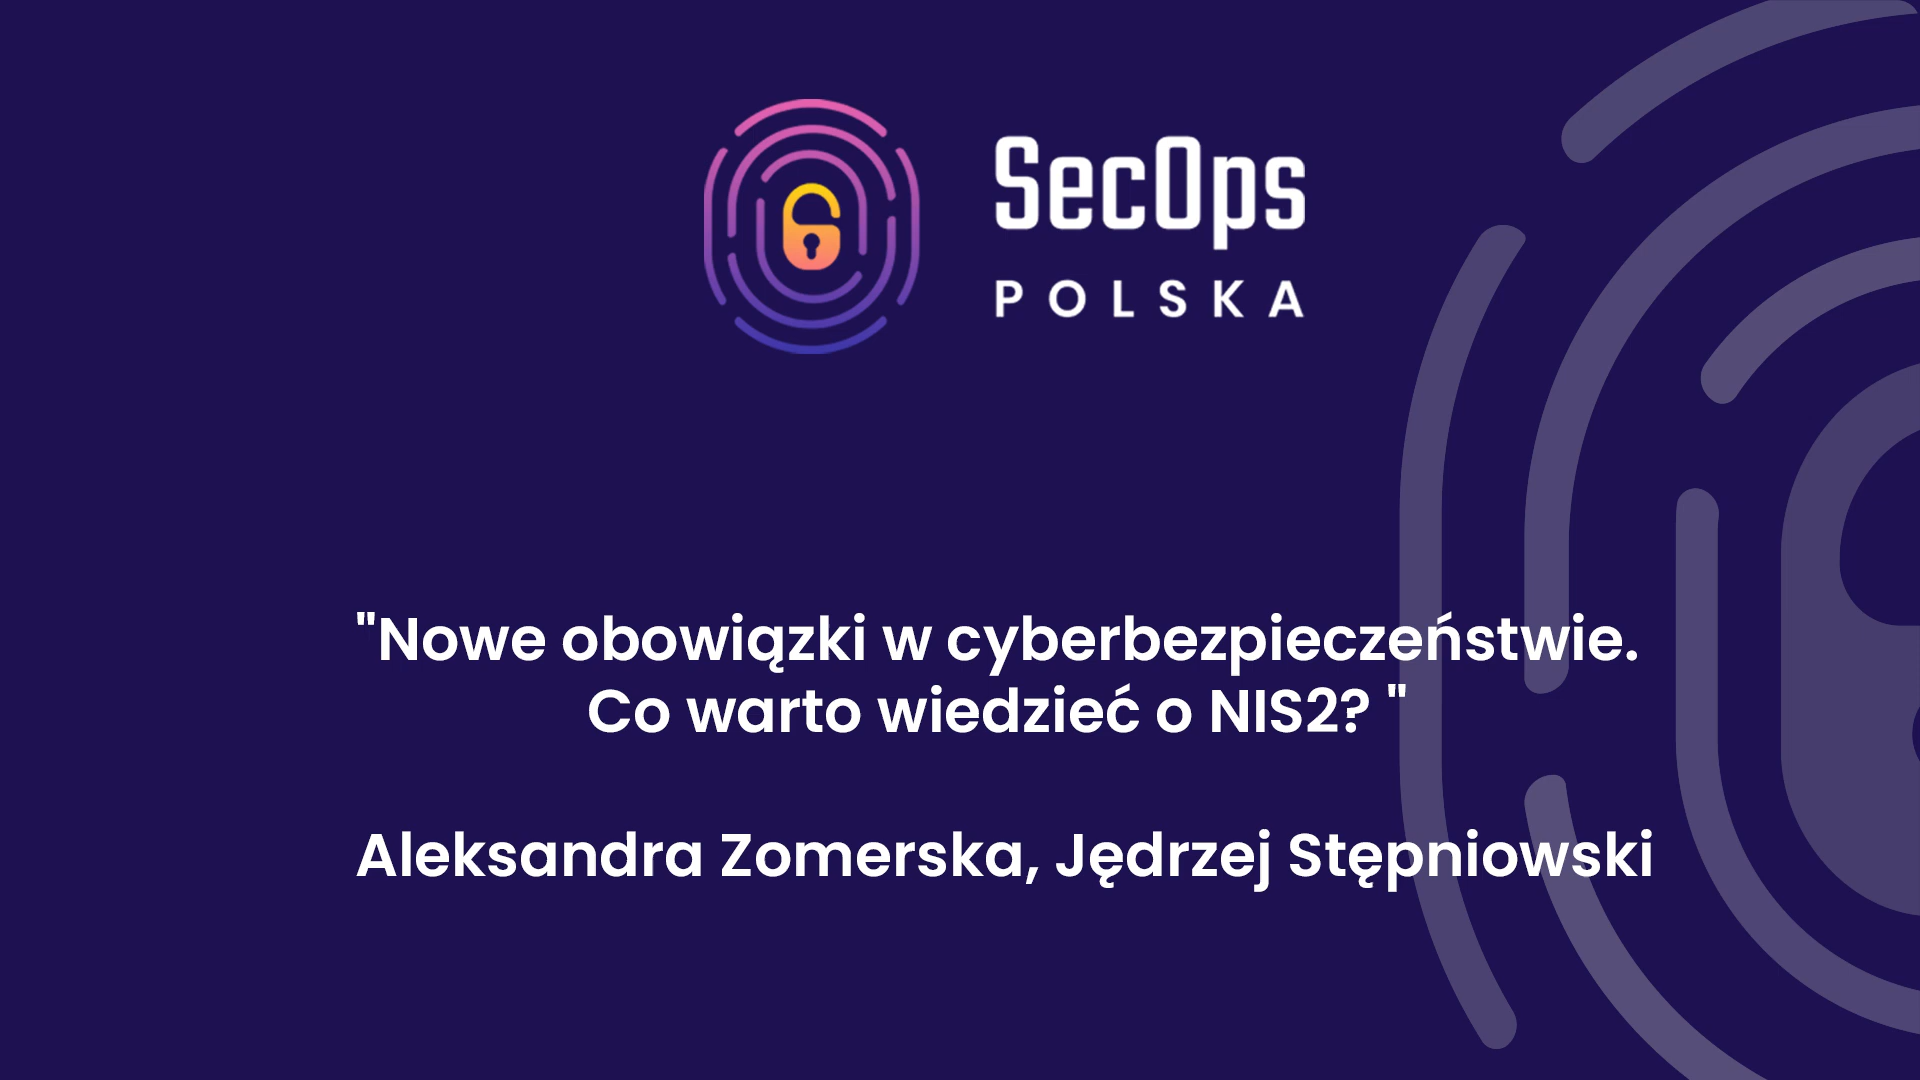 SecOps
POLSKA
"Nowe obowiązki w cyberbezpieczeństwie.
Co warto wiedzieć o NIS2? "
Aleksandra Zomerska, Jędrzej Stępniowski